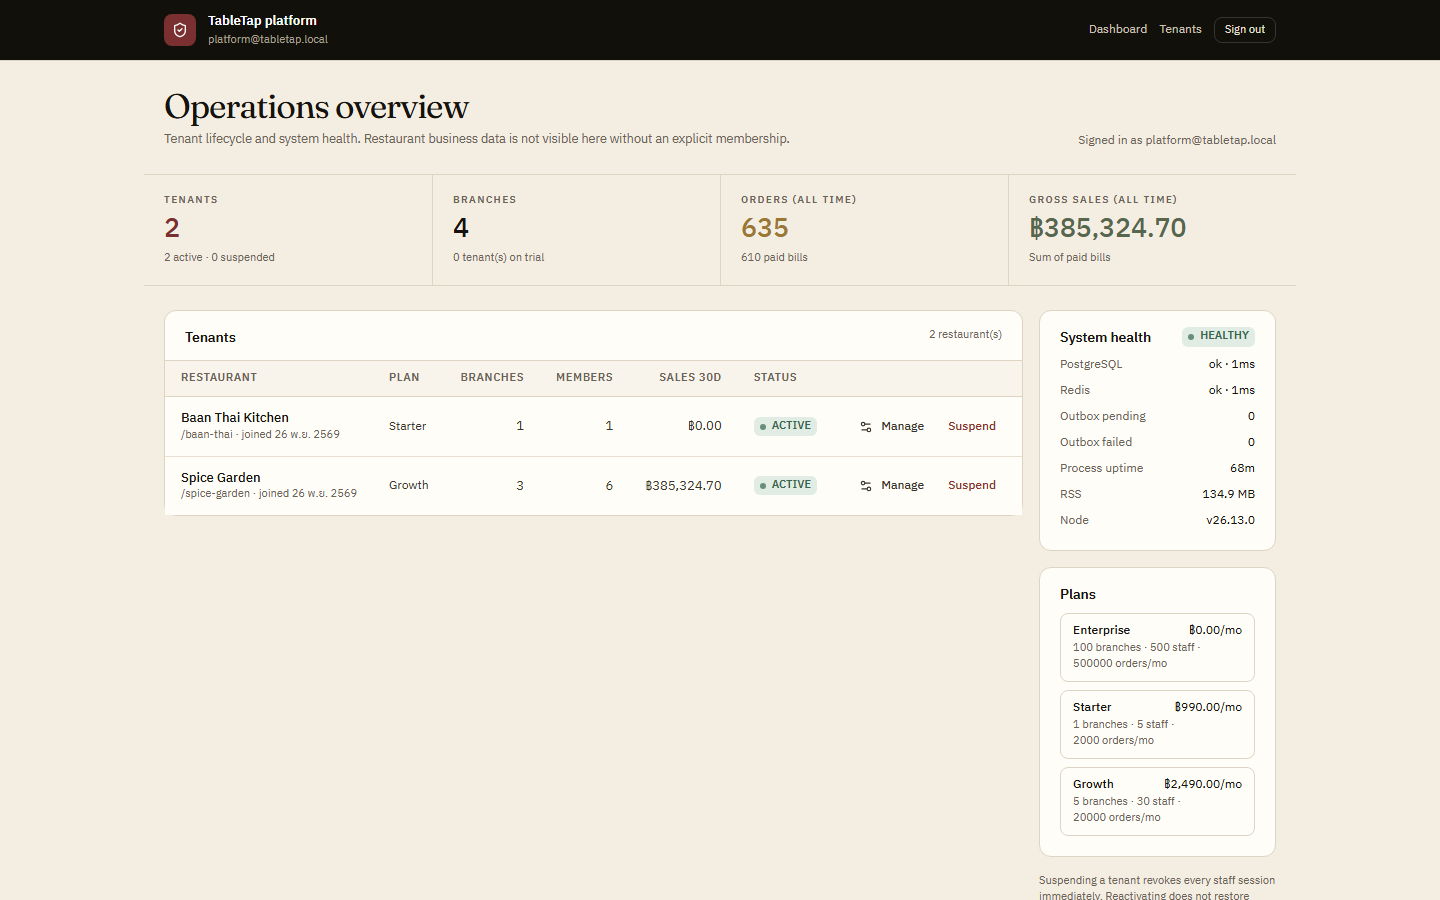 TableTap platform
platform@tabletap.local
Dashboard
Tenants
Sign out
Operations overview
Tenant lifecycle and system health. Restaurant business data is not visible here without an explicit membership.
Signed in as platform@tabletap.local
TENANTS
2
2 active · 0 suspended
BRANCHES
4
0 tenant(s) on trial
ORDERS (ALL TIME)
635
610 paid bills
GROSS SALES (ALL TIME)
฿385,324.70
Sum of paid bills
Tenants
2 restaurant(s)
RESTAURANT PLAN BRANCHES MEMBERS SALES 30D STATUS
Baan Thai Kitchen
/baan-thai · joined 26 พ.ย. 2569
Starter 1 1 ฿0.00 ACTIVE Manage Suspend
Spice Garden
/spice-garden · joined 26 พ.ย. 2569
Growth 3 6 ฿385,324.70 ACTIVE Manage Suspend
System health HEALTHY
PostgreSQL ok · 1ms
Redis ok · 1ms
Outbox pending 0
Outbox failed 0
Process uptime 68m
RSS 134.9 MB
Node v26.13.0
Plans
Enterprise ฿0.00/mo
100 branches · 500 staff ·
500000 orders/mo
Starter ฿990.00/mo
1 branches · 5 staff ·
2000 orders/mo
Growth ฿2,490.00/mo
5 branches · 30 staff ·
20000 orders/mo
Suspending a tenant revokes every staff session
immediately. Reactivating does not restore